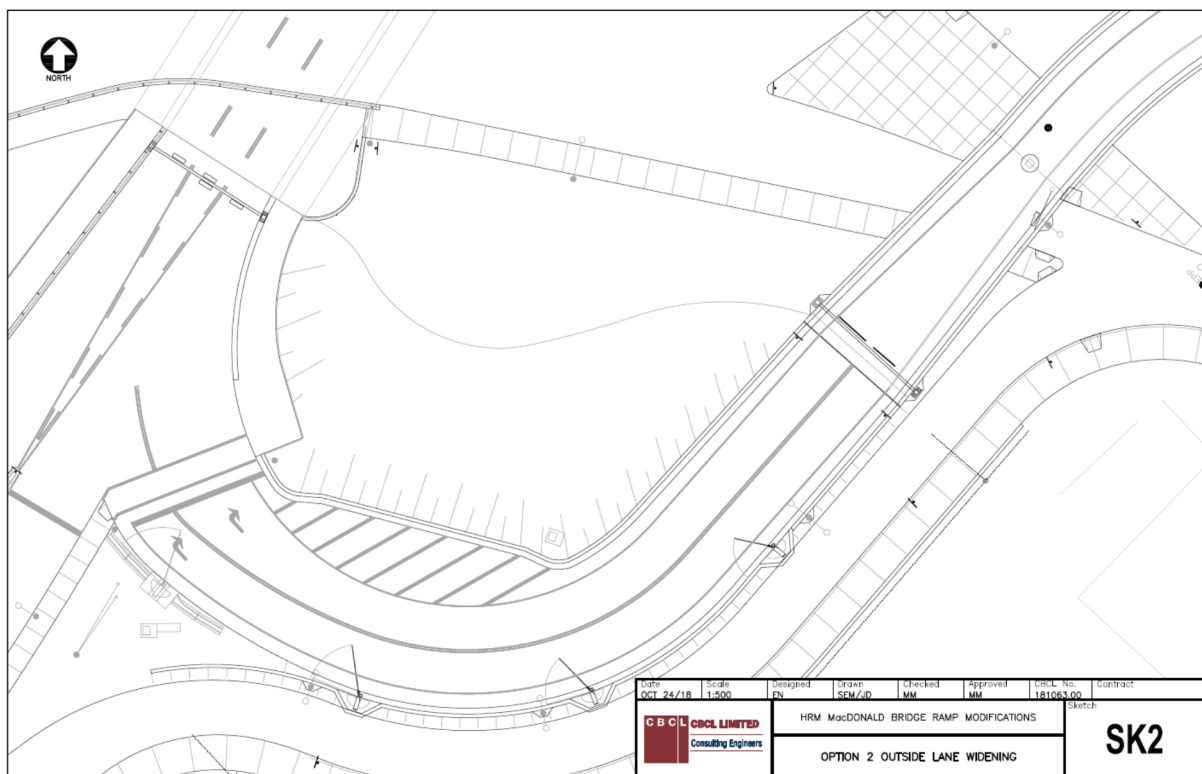 NORTH
Date Scale Designed Drawn Checked Approved CBCL No. Contract
OCT 24/18 1:500 EN SEM/JD MM MM 181063.00
CBCL CBCL LIMITED
Consulting Engineers
HRM MacDONALD BRIDGE RAMP MODIFICATIONS
OPTION 2 OUTSIDE LANE WIDENING
Sketch
SK2